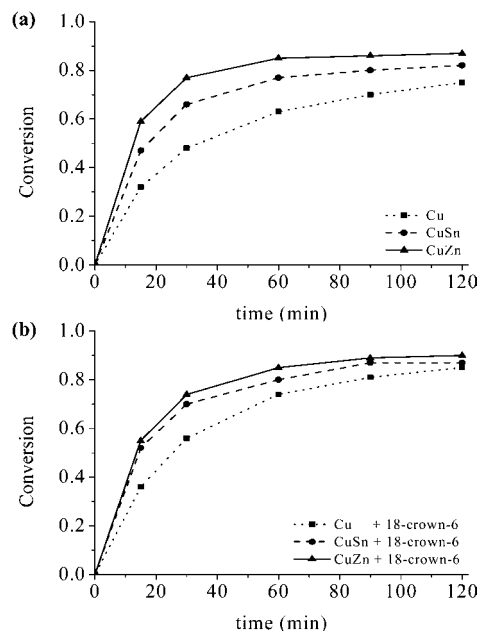 (a)
1.0
0.8
0.6
0.4
0.2
0.0
Conversion
Cu
CuSn
CuZn
0 20 40 60 80 100 120
time (min)
(b)
1.0
0.8
0.6
0.4
0.2
0.0
Conversion
Cu + 18-crown-6
CuSn + 18-crown-6
CuZn + 18-crown-6
0 20 40 60 80 100 120
time (min)